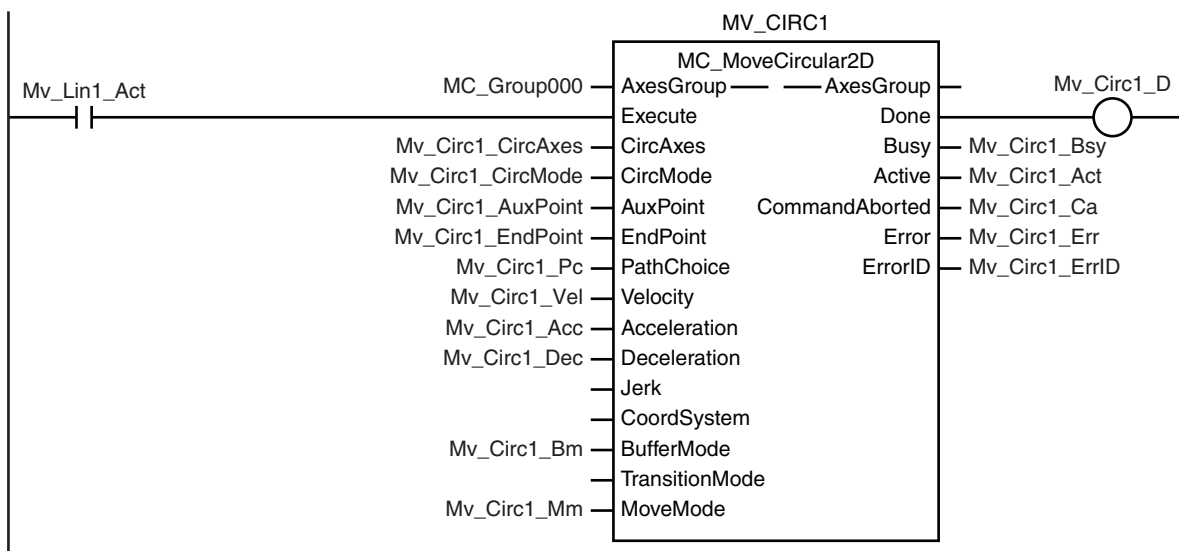 MV_CIRC1
MC_MoveCircular2D
Mv_Lin1_Act MC_Group000 AxesGroup AxesGroup Mv_Circ1_D
Execute Done
Mv_Circ1_CircAxes CircAxes Busy Mv_Circ1_Bsy
Mv_Circ1_CircMode CircMode Active Mv_Circ1_Act
Mv_Circ1_AuxPoint AuxPoint CommandAborted Mv_Circ1_Ca
Mv_Circ1_EndPoint EndPoint Error Mv_Circ1_Err
Mv_Circ1_Pc PathChoice ErrorID Mv_Circ1_ErrID
Mv_Circ1_Vel Velocity
Mv_Circ1_Acc Acceleration
Mv_Circ1_Dec Deceleration
Jerk
CoordSystem
Mv_Circ1_Bm BufferMode
TransitionMode
Mv_Circ1_Mm MoveMode